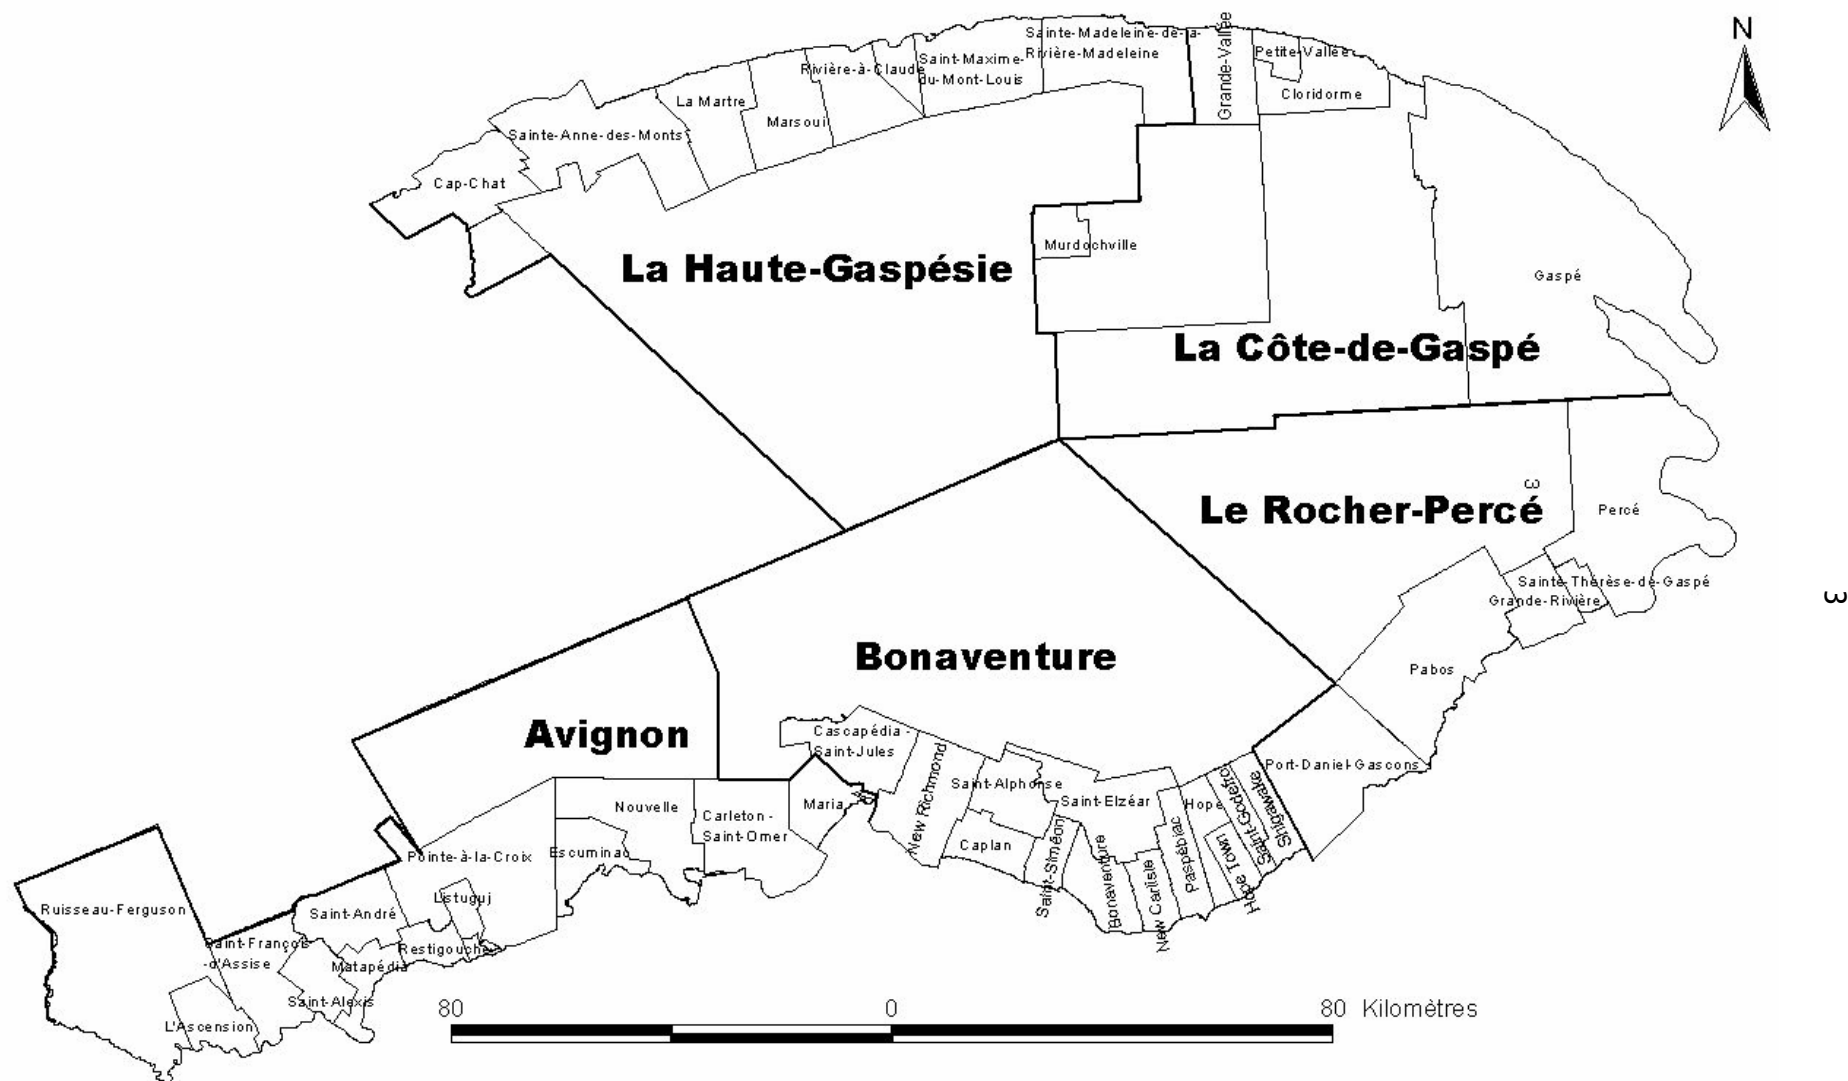 N
Sainte-Madeleine-de-la-
Rivière-Madeleine
Grande-Vallée
Petite-Vallée
Cloridorme
Saint-Maxime-
du-Mont-Louis
Rivière-à-Claude
La Martre
Marsoui
Sainte-Anne-des-Monts
Cap-Chat
La Haute-Gaspésie
Murdochville
Gaspé
La Côte-de-Gaspé
Le Rocher-Percé
3
Percé
3
Sainte-Thérèse-de-Gaspé
Grande-Rivière
Pabos
Bonaventure
Avignon
Cascapédia -
Saint-Jules
Port-Daniel-Gascons
New Richmond
Saint-Alphonse
Saint-Elzéar
Hope
Saint-Godefroi
Shigawake
Nouvelle
Maria
Carleton -
Saint-Omer
Caplan
Saint-Siméon
Bonaventure
New Carlisle
Paspébiac
Hope Town
Escuminac
Pointe-à-la-Croix
Listuguj
Ruisseau-Ferguson
Saint-André
Restigouche
Saint-François
-d'Assise
Matapédia
Saint-Alexis
L'Ascension
80 0 80 Kilomètres